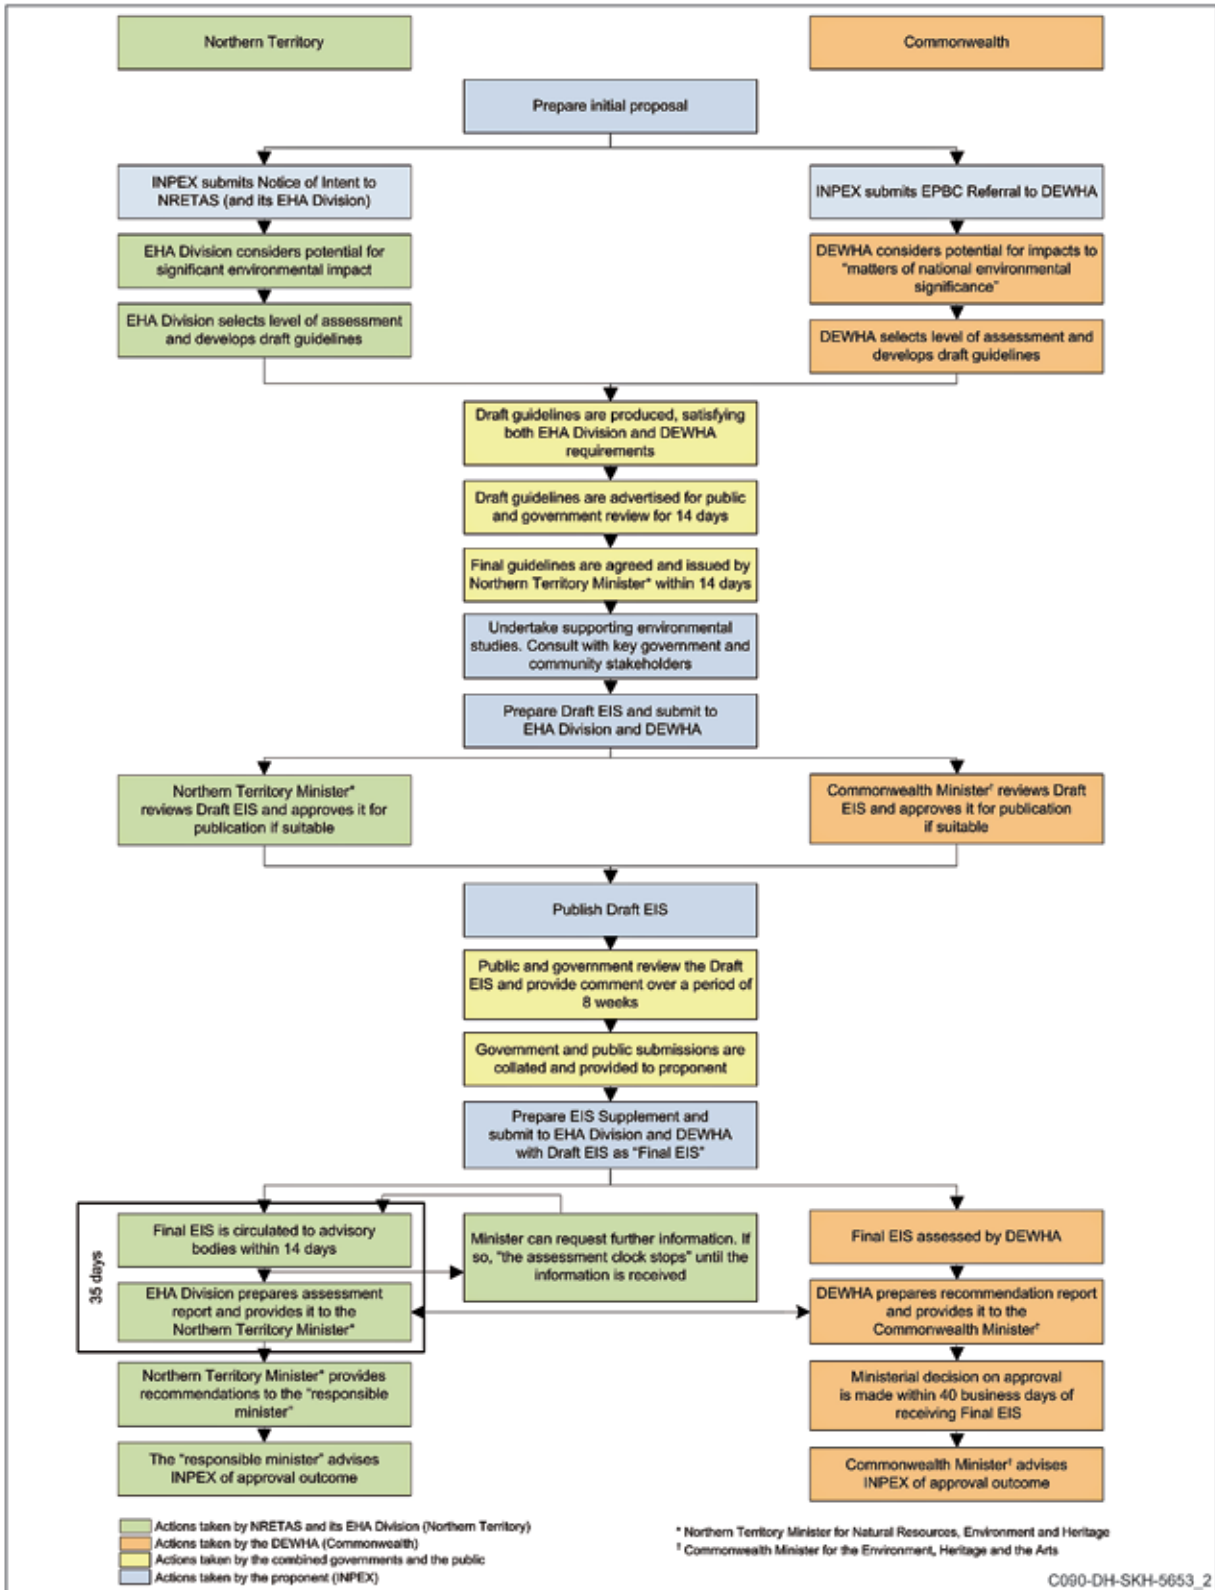 Northern Territory
Commonwealth
Prepare initial proposal
INPEX submits Notice of Intent to
NRETAS (and its EHA Division)
INPEX submits EPBC Referral to DEWHA
EHA Division considers potential for
significant environmental impact
DEWHA considers potential for impacts to
"matters of national environmental
significance"
EHA Division selects level of assessment
and develops draft guidelines
DEWHA selects level of assessment and
develops draft guidelines
Draft guidelines are produced, satisfying
both EHA Division and DEWHA
requirements
Draft guidelines are advertised for public
and government review for 14 days
Final guidelines are agreed and issued by
Northern Territory Minister* within 14 days
Undertake supporting environmental
studies. Consult with key government and
community stakeholders
Prepare Draft EIS and submit to
EHA Division and DEWHA
Northern Territory Minister*
reviews Draft EIS and approves it for
publication if suitable
Commonwealth Minister† reviews Draft
EIS and approves it for publication
if suitable
Publish Draft EIS
Public and government review the Draft
EIS and provide comment over a period of
8 weeks
Government and public submissions are
collated and provided to proponent
Prepare EIS Supplement and
submit to EHA Division and DEWHA
with Draft EIS as "Final EIS"
35 days
Final EIS is circulated to advisory
bodies within 14 days
Minister can request further information. If
so, "the assessment clock stops" until the
information is received
Final EIS assessed by DEWHA
EHA Division prepares assessment
report and provides it to the
Northern Territory Minister*
DEWHA prepares recommendation report
and provides it to the
Commonwealth Minister†
Northern Territory Minister* provides
recommendations to the "responsible
minister"
Ministerial decision on approval
is made within 40 business days of
receiving Final EIS
The "responsible minister" advises
INPEX of approval outcome
Commonwealth Minister† advises
INPEX of approval outcome
Actions taken by NRETAS and its EHA Division (Northern Territory)
Actions taken by the DEWHA (Commonwealth)
Actions taken by the combined governments and the public
Actions taken by the proponent (INPEX)
* Northern Territory Minister for Natural Resources, Environment and Heritage
† Commonwealth Minister for the Environment, Heritage and the Arts
C090-DH-SKH-5653_2